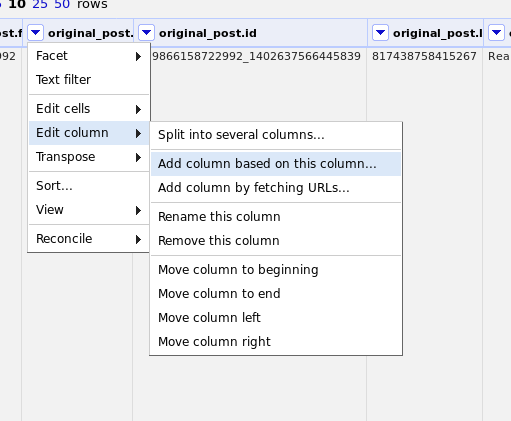 10 25 50 rows
st.f original_post. original_post.id original_post.l
992 9866158722992_1402637566445839 817438758415267 Rea
Facet
Text filter
Edit cells
Edit column
Transpose
Sort...
View
Reconcile
Split into several columns...
Add column based on this column...
Add column by fetching URLs...
Rename this column
Remove this column
Move column to beginning
Move column to end
Move column left
Move column right